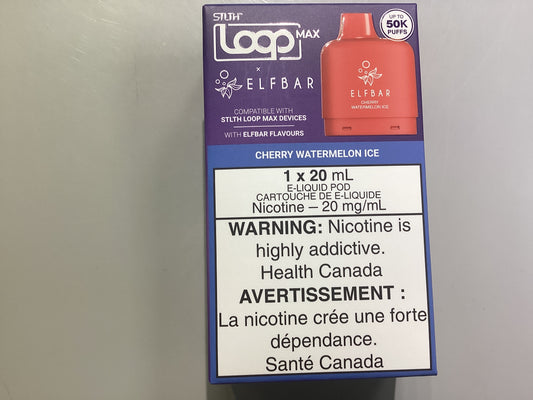 STLTH
Loop MAX
UP TO
50K
PUFFS
x
ELFBAR
COMPATIBLE WITH
STLTH LOOP MAX DEVICES
WITH ELFBAR FLAVOURS
ELFBAR
CHERRY
WATERMELON ICE
CHERRY WATERMELON ICE
1 x 20 mL
E-LIQUID POD
CARTOUCHE DE E-LIQUIDE
Nicotine – 20 mg/mL
WARNING: Nicotine is
highly addictive.
Health Canada
AVERTISSEMENT :
La nicotine crée une forte
dépendance.
Santé Canada